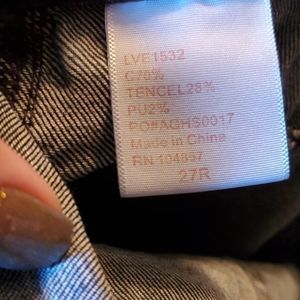 LVE1532
C70%
TENCEL28%
PU2%
PO#AGHS0017
Made in China
RN 104857
27R